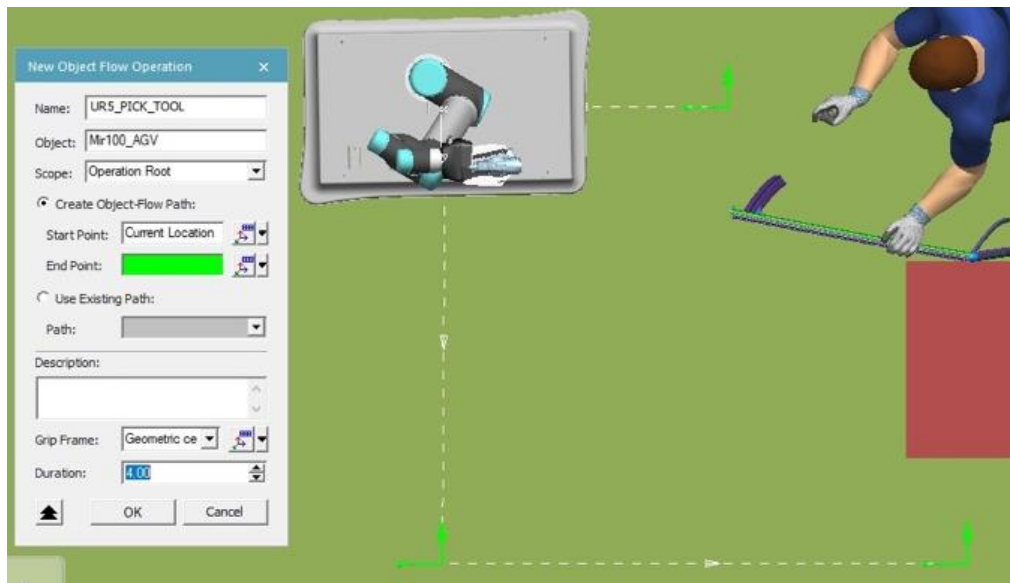 New Object Flow Operation
Name: UR5_PICK_TOOL
Object: Mir100_AGV
Scope: Operation Root
Create Object-Flow Path:
Start Point: Current Location
End Point:
Use Existing Path:
Path:
Description:
Grip Frame: Geometric ce
Duration: 4.00
OK Cancel